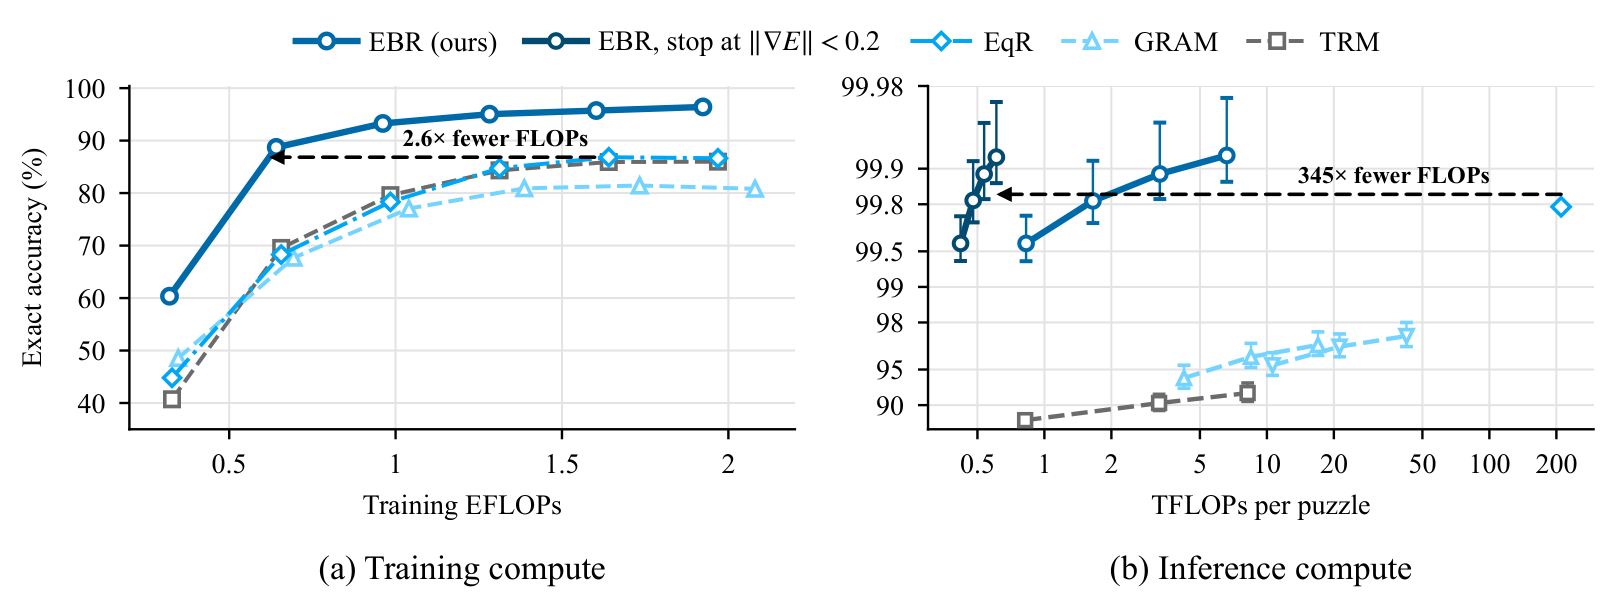 EBR (ours) EBR, stop at ‖∇E‖ < 0.2 EqR GRAM TRM
Exact accuracy (%)
100
90
80
70
60
50
40
2.6× fewer FLOPs
0.5 1 1.5 2
Training EFLOPs
(a) Training compute
99.98
99.9
99.8
99.5
99
98
95
90
345× fewer FLOPs
0.5 1 2 5 10 20 50 100 200
TFLOPs per puzzle
(b) Inference compute